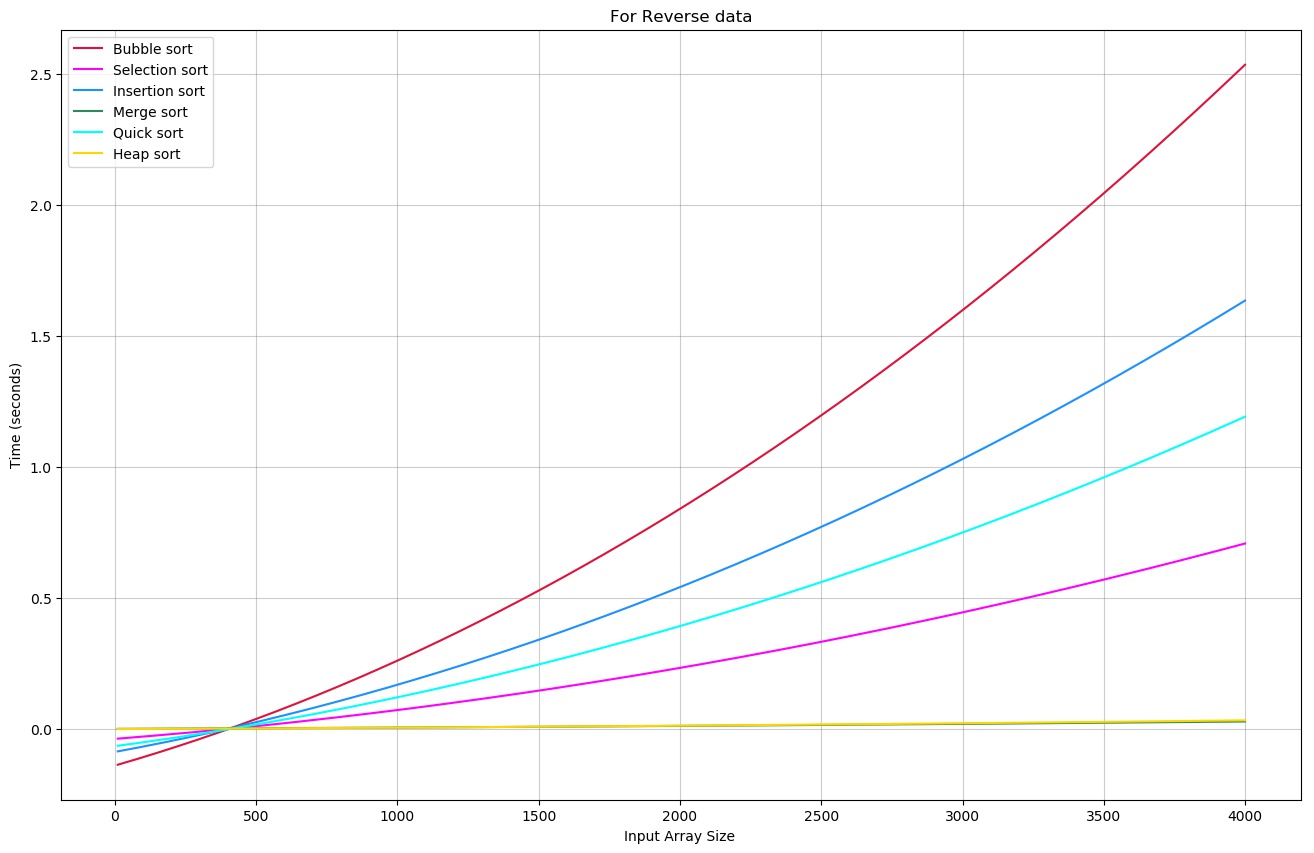 For Reverse data
Bubble sort
Selection sort
Insertion sort
Merge sort
Quick sort
Heap sort
2.5
2.0
1.5
1.0
0.5
0.0
Time (seconds)
0 500 1000 1500 2000 2500 3000 3500 4000
Input Array Size